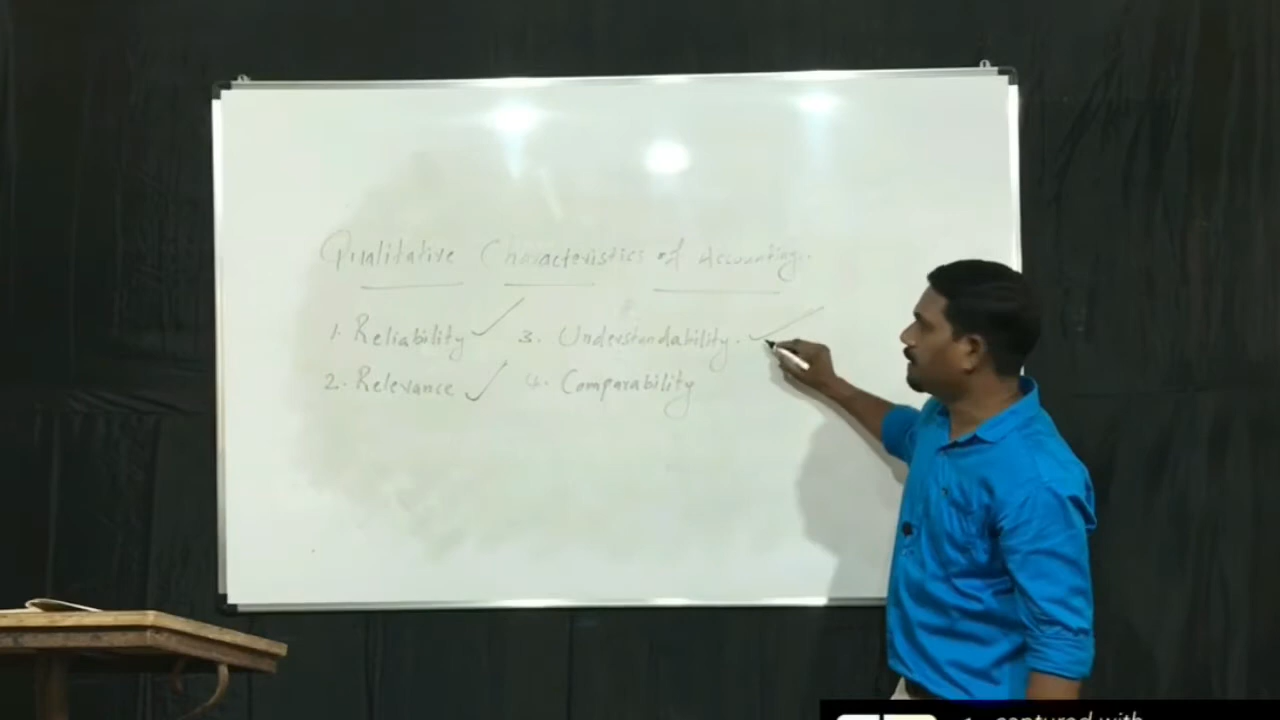 Qualitative Characteristics of Accounting.
1. Reliability ✓ 3. Understandability. ✓
2. Relevance ✓ 4. Comparability
captured with